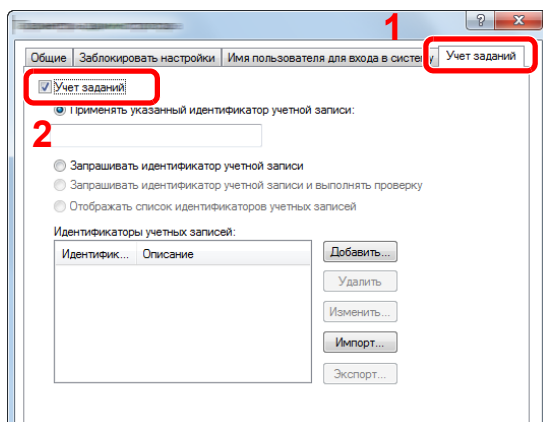 1
Общие Заблокировать настройки Имя пользователя для входа в систему Учет заданий
Учет заданий
Применять указанный идентификатор учетной записи:
2
Запрашивать идентификатор учетной записи
Запрашивать идентификатор учетной записи и выполнять проверку
Отображать список идентификаторов учетных записей
Идентификаторы учетных записей:
Идентифик... Описание
Добавить...
Удалить
Изменить...
Импорт...
Экспорт...